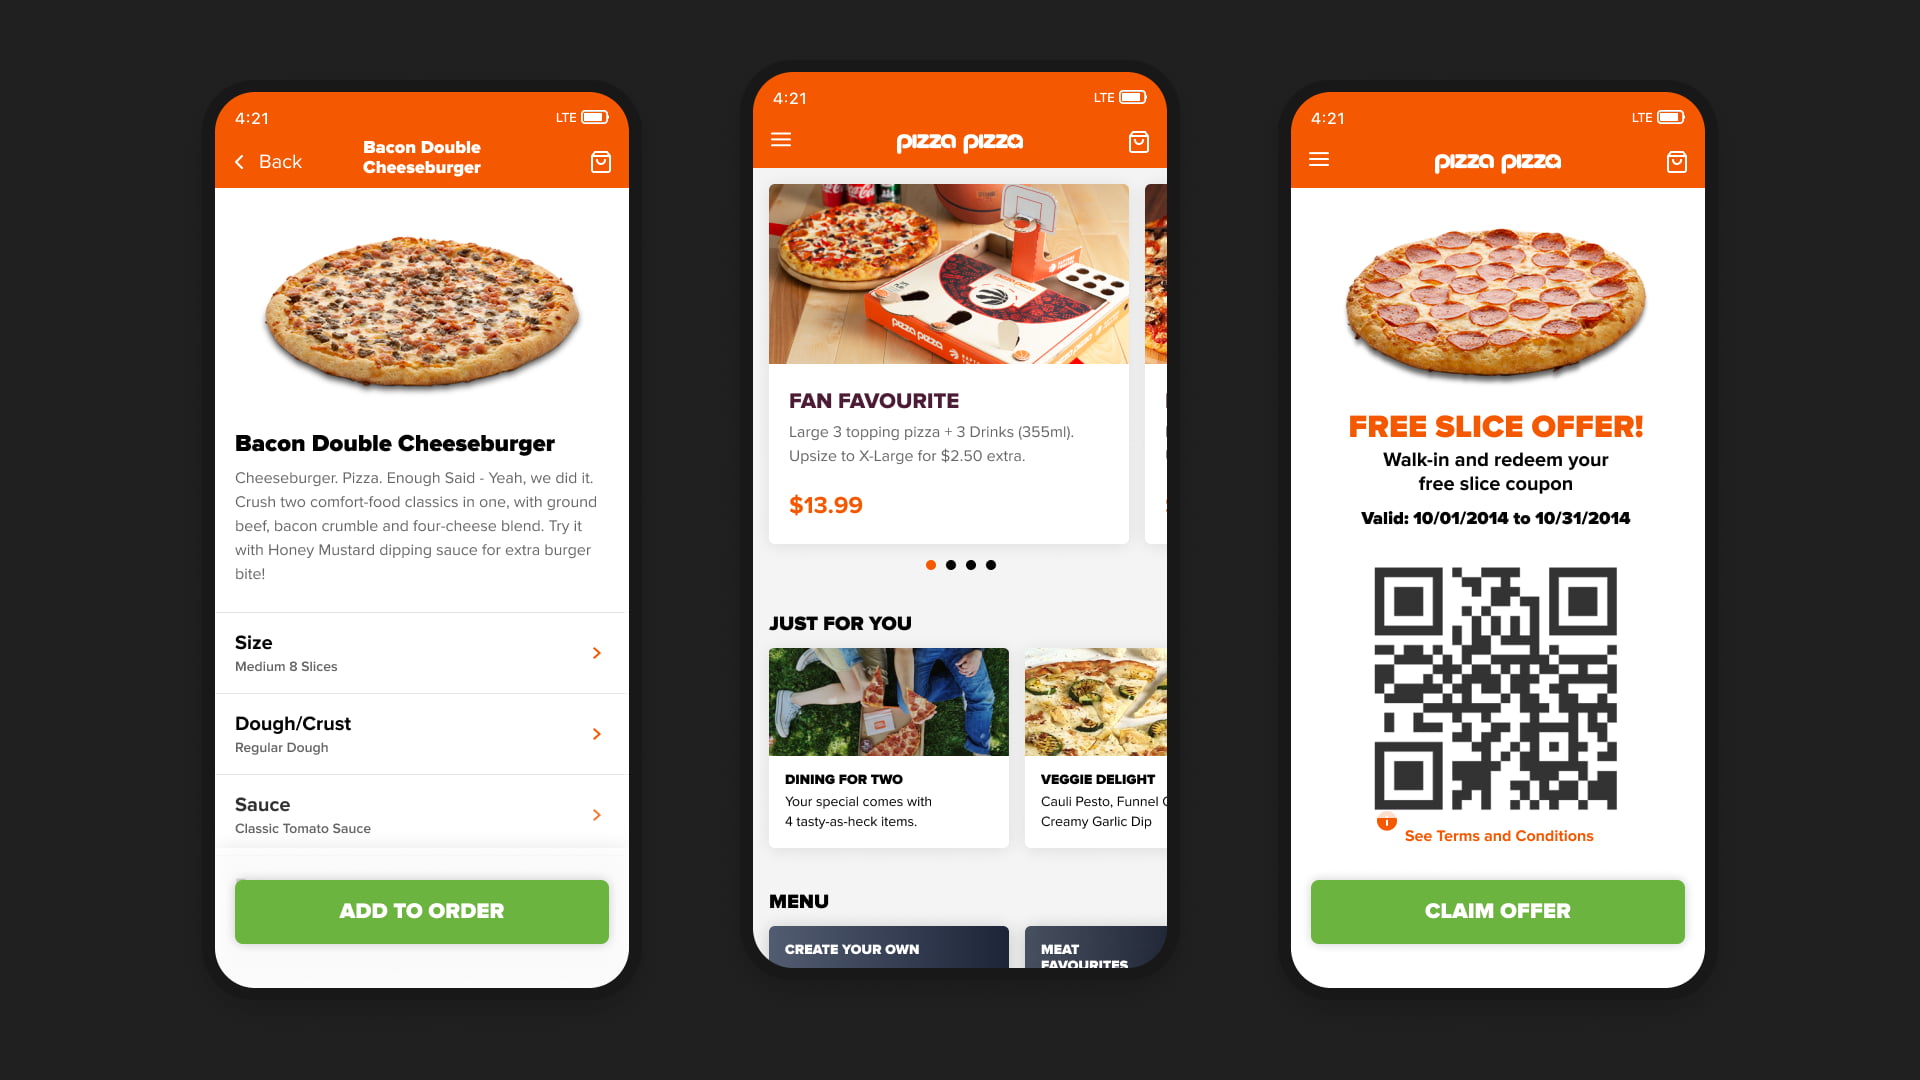 4:21
LTE
Back
Bacon Double
Cheeseburger
Bacon Double Cheeseburger
Cheeseburger. Pizza. Enough Said - Yeah, we did it.
Crush two comfort-food classics in one, with ground
beef, bacon crumble and four-cheese blend. Try it
with Honey Mustard dipping sauce for extra burger
bite!
Size
Medium 8 Slices
Dough/Crust
Regular Dough
Sauce
Classic Tomato Sauce
ADD TO ORDER
4:21
LTE
pizza pizza
pizza pizza
FAN FAVOURITE
Large 3 topping pizza + 3 Drinks (355ml).
Upsize to X-Large for $2.50 extra.
$13.99
JUST FOR YOU
DINING FOR TWO
Your special comes with
4 tasty-as-heck items.
VEGGIE DELIGHT
Cauli Pesto, Funnel
Creamy Garlic Dip
MENU
CREATE YOUR OWN
MEAT
FAVOURITES
4:21
LTE
pizza pizza
FREE SLICE OFFER!
Walk-in and redeem your
free slice coupon
Valid: 10/01/2014 to 10/31/2014
See Terms and Conditions
CLAIM OFFER